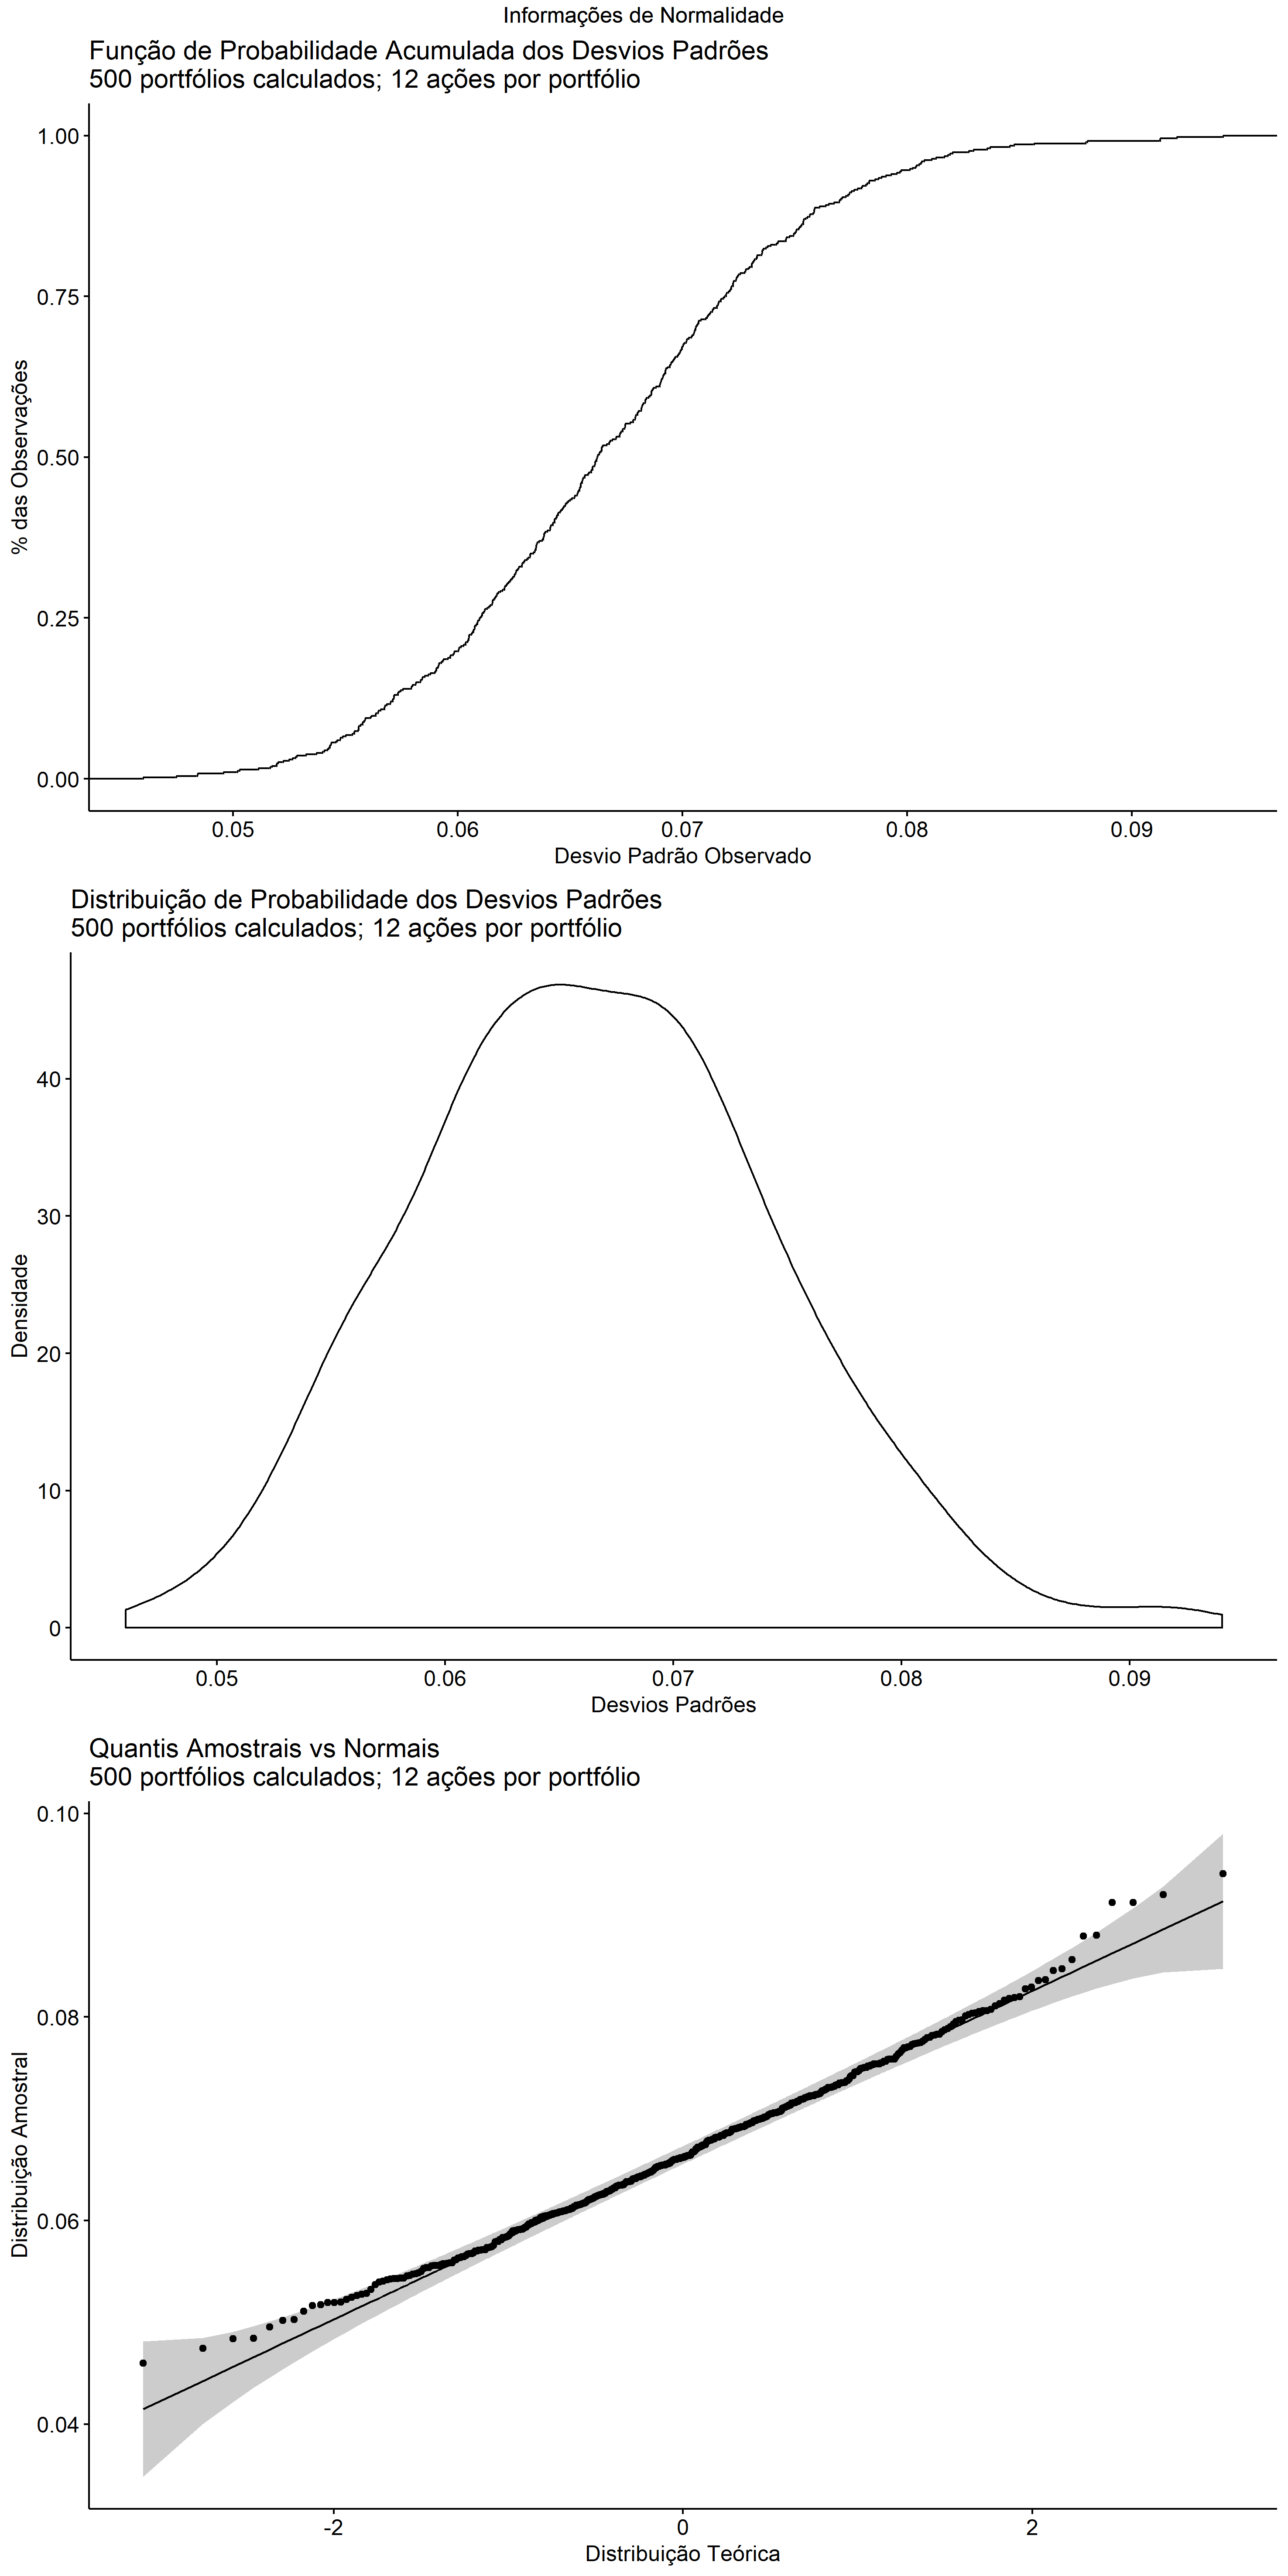 Informações de Normalidade
Função de Probabilidade Acumulada dos Desvios Padrões
500 portfólios calculados; 12 ações por portfólio
1.00
0.75
0.50
0.25
0.00
% das Observações
0.05 0.06 0.07 0.08 0.09
Desvio Padrão Observado
Distribuição de Probabilidade dos Desvios Padrões
500 portfólios calculados; 12 ações por portfólio
40
30
20
10
0
Densidade
0.05 0.06 0.07 0.08 0.09
Desvios Padrões
Quantis Amostrais vs Normais
500 portfólios calculados; 12 ações por portfólio
0.10
0.08
0.06
0.04
Distribuição Amostral
-2 0 2
Distribuição Teórica